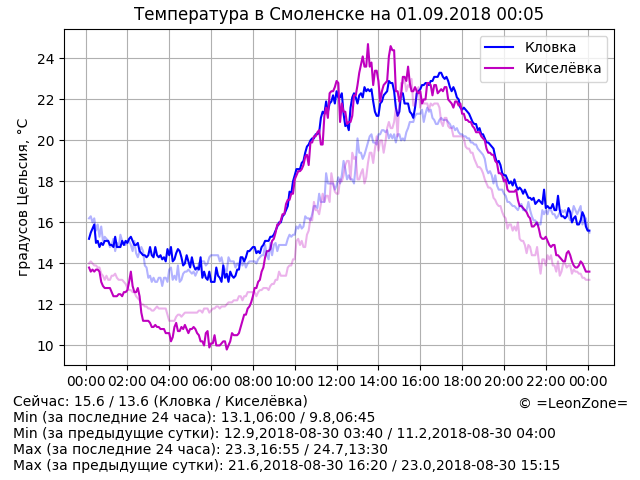 Температура в Смоленске на 01.09.2018 00:05
Кловка
Киселёвка
градусов Цельсия, °C
24
22
20
18
16
14
12
10
00:00 02:00 04:00 06:00 08:00 10:00 12:00 14:00 16:00 18:00 20:00 22:00 00:00
Сейчас: 15.6 / 13.6 (Кловка / Киселёвка)
© =LeonZone=
Min (за последние 24 часа): 13.1,06:00 / 9.8,06:45
Min (за предыдущие сутки): 12.9,2018-08-30 03:40 / 11.2,2018-08-30 04:00
Max (за последние 24 часа): 23.3,16:55 / 24.7,13:30
Max (за предыдущие сутки): 21.6,2018-08-30 16:20 / 23.0,2018-08-30 15:15